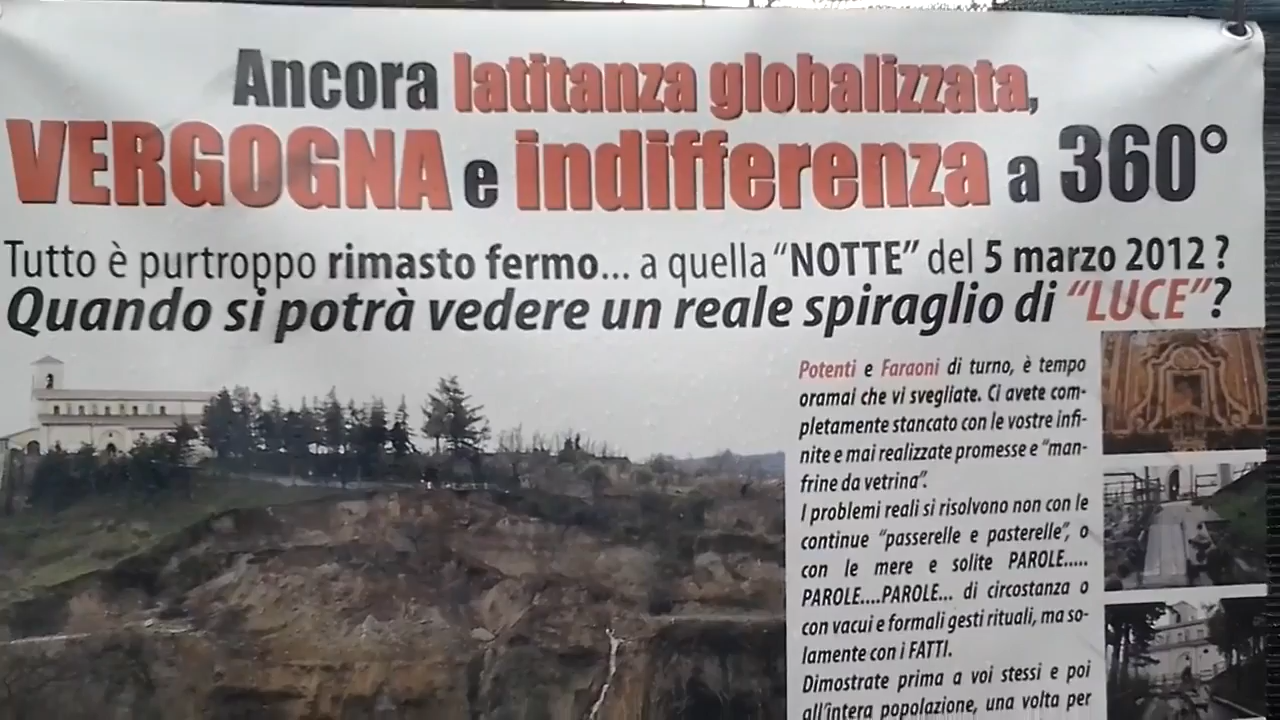 Ancora latitanza globalizzata,
VERGOGNA e indifferenza a 360°
Tutto è purtroppo rimasto fermo... a quella “NOTTE” del 5 marzo 2012 ?
Quando si potrà vedere un reale spiraglio di “LUCE”?
Potenti e Faraoni di turno, è tempo
oramai che vi svegliate. Ci avete com-
pletamente stancato con le vostre infi-
nite e mai realizzate promesse e “man-
frine da vetrina”.
I problemi reali si risolvono non con le
continue “passerelle e pasterelle”, o
con le mere e solite PAROLE.....
PAROLE....PAROLE... di circostanza o
con vacui e formali gesti rituali, ma so-
lamente con i FATTI.
Dimostrate prima a voi stessi e poi
all’intera popolazione, una volta per